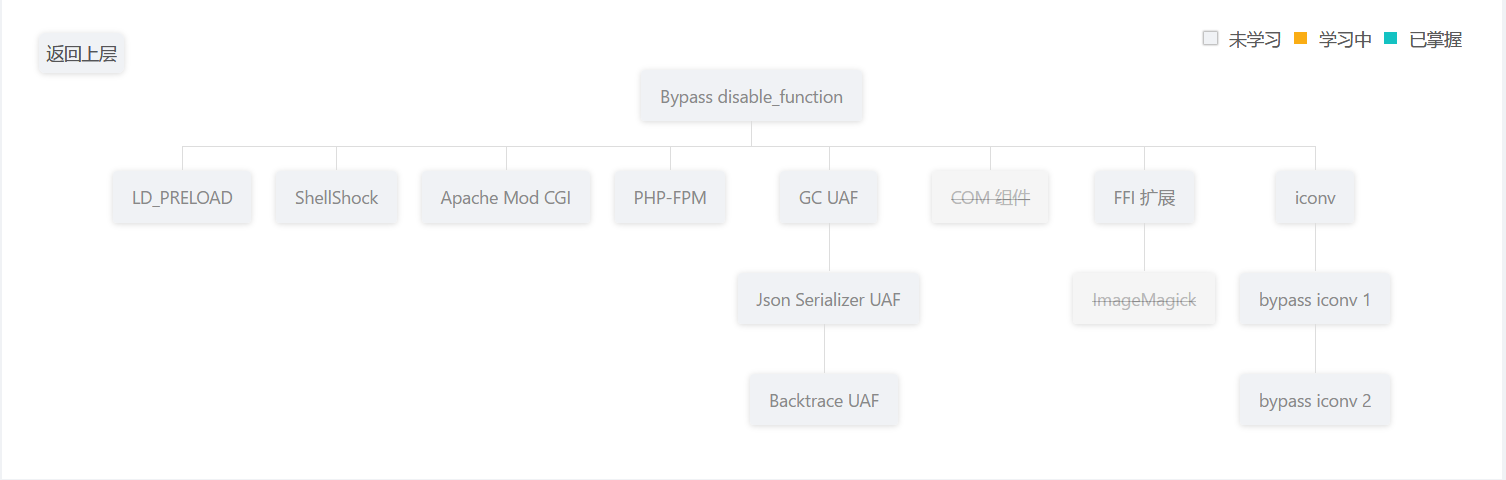 返回上层
未学习
学习中
已掌握
Bypass disable_function
LD_PRELOAD
ShellShock
Apache Mod CGI
PHP-FPM
GC UAF
COM 组件
FFI 扩展
iconv
Json Serializer UAF
ImageMagick
bypass iconv 1
Backtrace UAF
bypass iconv 2